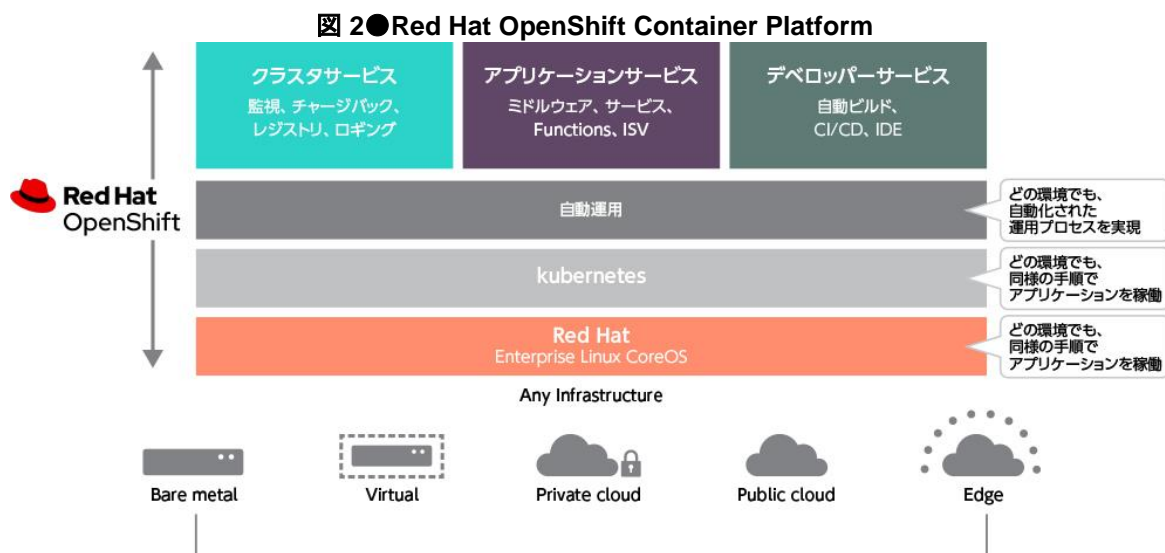 図 2●Red Hat OpenShift Container Platform
クラスタサービス
監視、チャージバック、
レジストリ、ロギング
アプリケーションサービス
ミドルウェア、サービス、
Functions、ISV
デベロッパーサービス
自動ビルド、
CI/CD、IDE
Red Hat
OpenShift
自動運用
どの環境でも、
自動化された
運用プロセスを実現
kubernetes
どの環境でも、
同様の手順で
アプリケーションを稼働
Red Hat
Enterprise Linux CoreOS
どの環境でも、
同様の手順で
アプリケーションを稼働
Any Infrastructure
Bare metal
Virtual
Private cloud
Public cloud
Edge